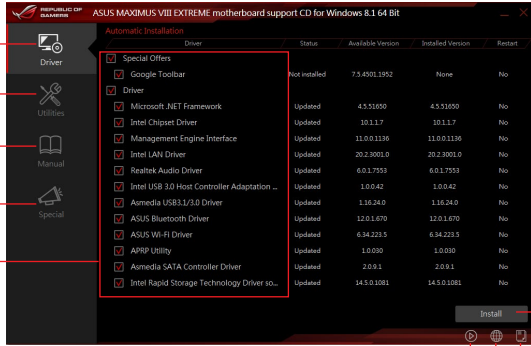 REPUBLIC OF
GAMERS
ASUS MAXIMUS VIII EXTREME motherboard support CD for Windows 8.1 64 Bit
Automatic Installation
Driver Status Available Version Installed Version Restart
Special Offers
Google Toolbar Not installed 7.5.4501.1952 None No
Driver
Microsoft .NET Framework Updated 4.5.51650 4.5.51650 No
Intel Chipset Driver Updated 10.1.1.7 10.1.1.7 No
Management Engine Interface Updated 11.0.0.1136 11.0.0.1136 No
Intel LAN Driver Updated 20.2.3001.0 20.2.3001.0 No
Realtek Audio Driver Updated 6.0.1.7553 6.0.1.7553 No
Intel USB 3.0 Host Controller Adaptation ... Updated 1.0.0.42 1.0.0.42 No
Asmedia USB3.1/3.0 Driver Updated 1.16.24.0 1.16.24.0 No
ASUS Bluetooth Driver Updated 12.0.1.670 12.0.1.670 No
ASUS WI-Fi Driver Updated 6.34.223.5 6.34.223.5 No
APRP Utility Updated 1.0.030 1.0.030 No
Asmedia SATA Controller Driver Updated 2.0.9.1 2.0.9.1 No
Intel Rapid Storage Technology Driver so... Updated 14.5.0.1081 14.5.0.1081 No
Driver
Utilities
Manual
Special
Install